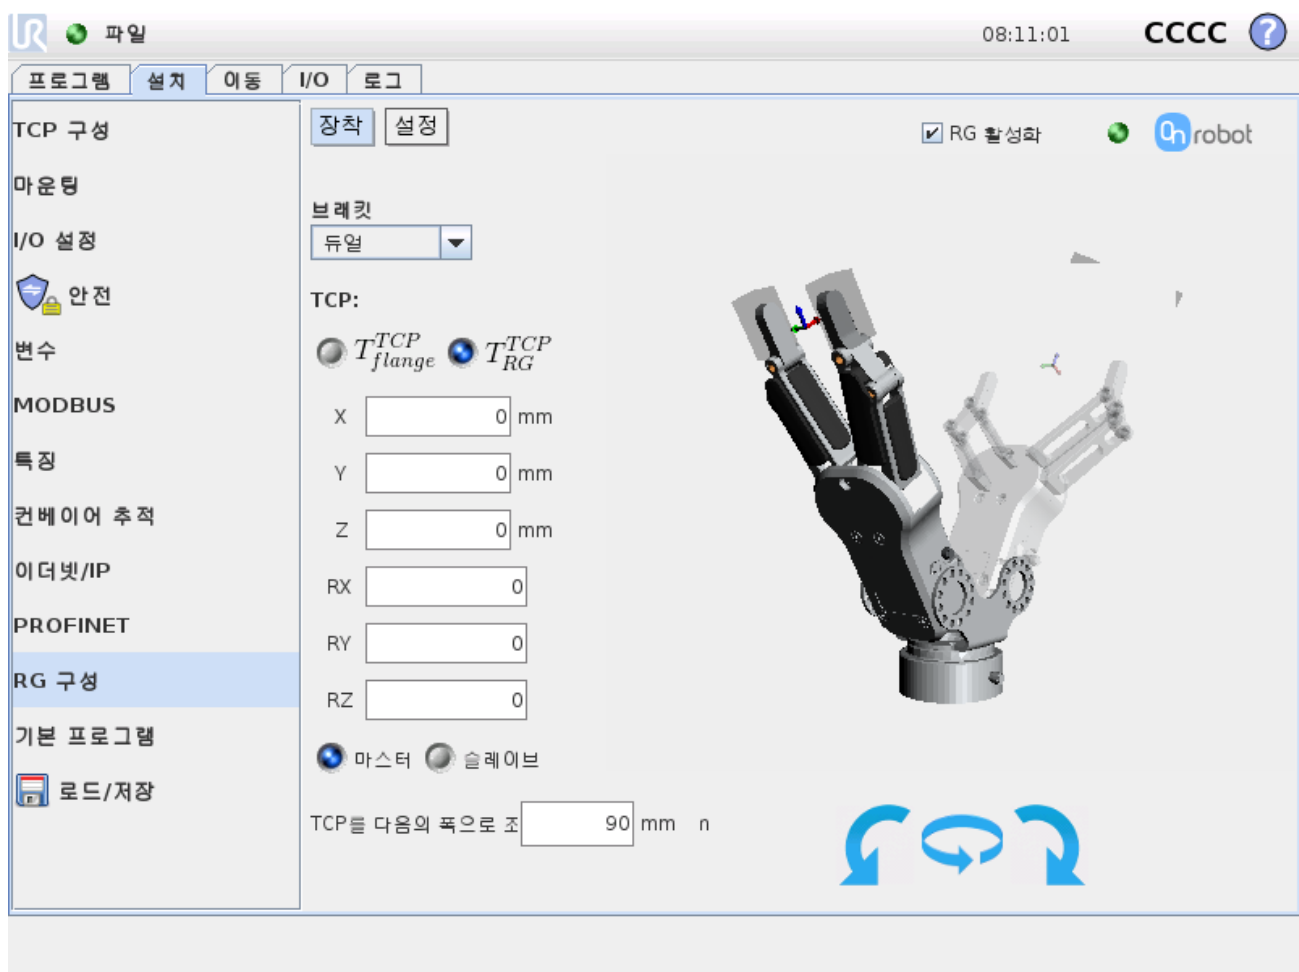 파일 08:11:01 CCCC ?
프로그램 설치 이동 I/O 로그
TCP 구성
마운팅
I/O 설정
안전
변수
MODBUS
특징
컨베이어 추적
이더넷/IP
PROFINET
RG 구성
기본 프로그램
로드/저장
장착 설정
RG 활성화
On robot
브래킷
듀얼
TCP:
T TCP flange T TCP RG
X 0 mm
Y 0 mm
Z 0 mm
RX 0
RY 0
RZ 0
마스터 슬레이브
TCP를 다음의 폭으로 조 90 mm n